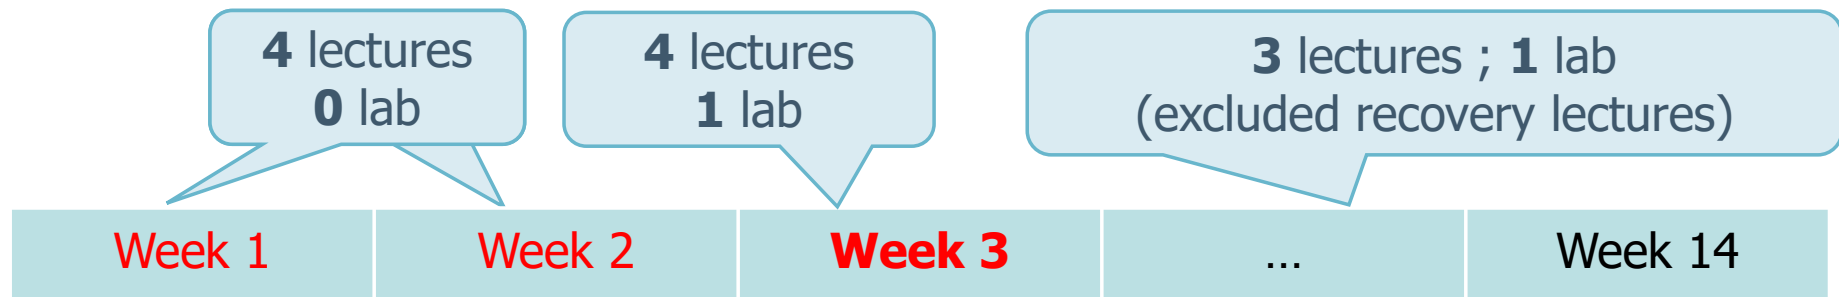 4 lectures
0 lab
4 lectures
1 lab
3 lectures ; 1 lab
(excluded recovery lectures)
Week 1
Week 2
Week 3
...
Week 14